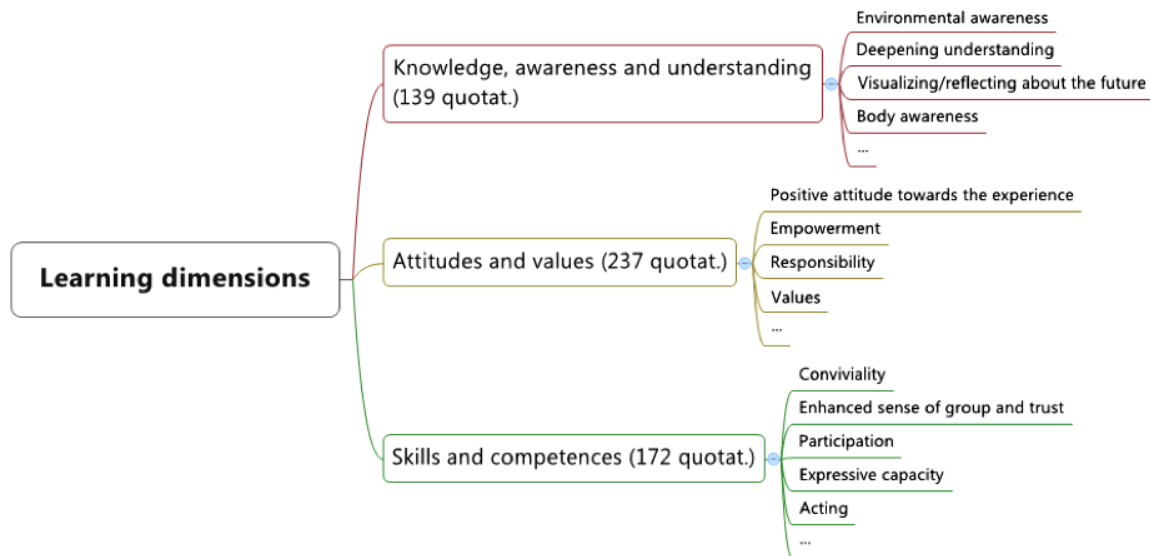 Learning dimensions
Knowledge, awareness and understanding
(139 quotat.)
Environmental awareness
Deepening understanding
Visualizing/reflecting about the future
Body awareness
...
Attitudes and values (237 quotat.)
Positive attitude towards the experience
Empowerment
Responsibility
Values
...
Skills and competences (172 quotat.)
Conviviality
Enhanced sense of group and trust
Participation
Expressive capacity
Acting
...